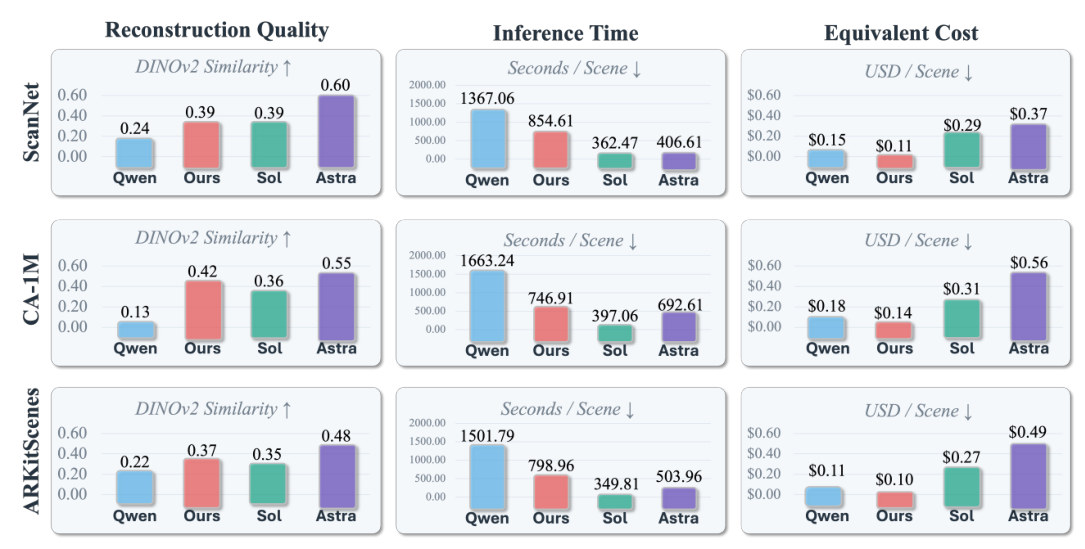 Reconstruction Quality
Inference Time
Equivalent Cost
ScanNet
DINOv2 Similarity ↑
0.60
0.40
0.20
0.00
0.24
0.39
0.39
0.60
Qwen
Ours
Sol
Astra
Seconds / Scene ↓
2000.00
1500.00
1000.00
500.00
0.00
1367.06
854.61
362.47
406.61
Qwen
Ours
Sol
Astra
USD / Scene ↓
$0.60
$0.40
$0.20
$0.00
$0.15
$0.11
$0.29
$0.37
Qwen
Ours
Sol
Astra
CA-1M
DINOv2 Similarity ↑
0.60
0.40
0.20
0.00
0.13
0.42
0.36
0.55
Qwen
Ours
Sol
Astra
Seconds / Scene ↓
2000.00
1500.00
1000.00
500.00
0.00
1663.24
746.91
397.06
692.61
Qwen
Ours
Sol
Astra
USD / Scene ↓
$0.60
$0.40
$0.20
$0.00
$0.18
$0.14
$0.31
$0.56
Qwen
Ours
Sol
Astra
ARKitScenes
DINOv2 Similarity ↑
0.60
0.40
0.20
0.00
0.22
0.37
0.35
0.48
Qwen
Ours
Sol
Astra
Seconds / Scene ↓
2000.00
1500.00
1000.00
500.00
0.00
1501.79
798.96
349.81
503.96
Qwen
Ours
Sol
Astra
USD / Scene ↓
$0.60
$0.40
$0.20
$0.00
$0.11
$0.10
$0.27
$0.49
Qwen
Ours
Sol
Astra